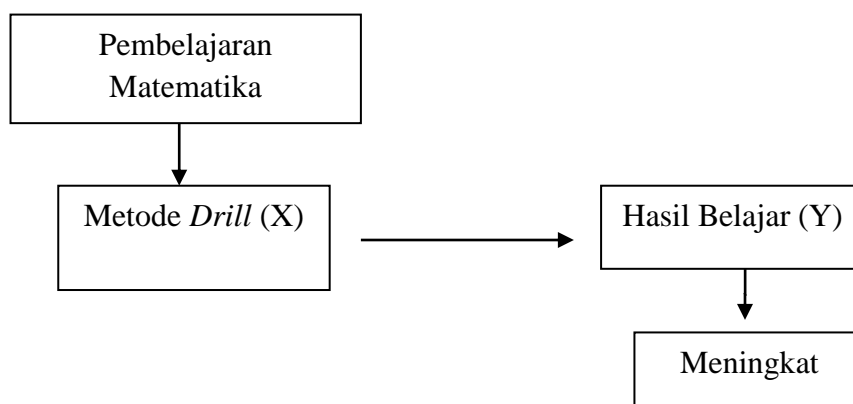 Pembelajaran
Matematika
Metode Drill (X)
Hasil Belajar (Y)
Meningkat